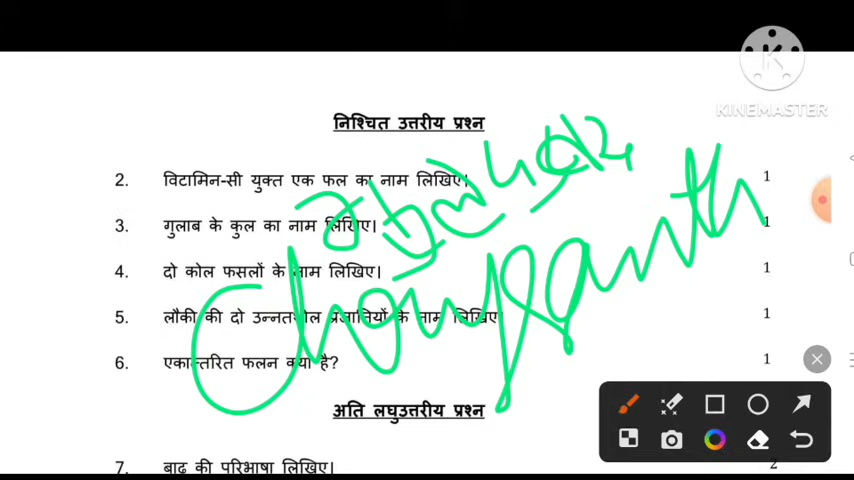 KINEMASTER
निश्चित उत्तरीय प्रश्न
2. विटामिन-सी युक्त एक फल का नाम लिखिए। 1
3. गुलाब के कुल का नाम लिखिए। 1
4. दो कोल फसलों के नाम लिखिए। 1
5. लौकी की दो उन्नतशील प्रजातियों के नाम लिखिए 1
6. एकान्तरित फलन क्या है? 1
अति लघुउत्तरीय प्रश्न
7. बाढ़ की परिभाषा लिखिए। 2